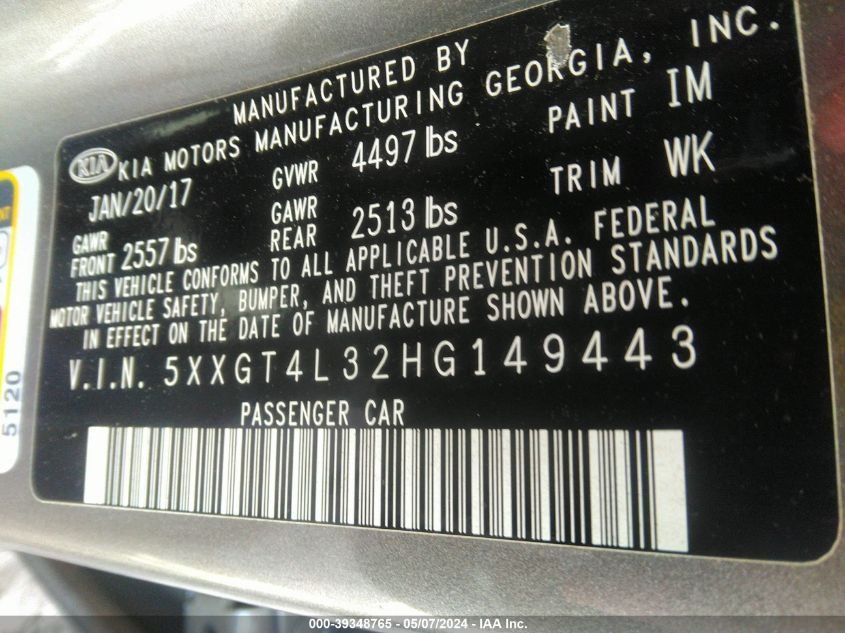 MANUFACTURED BY
KIA KIA MOTORS MANUFACTURING GEORGIA, INC.
JAN/20/17 GVWR 4497 lbs PAINT IM
GAWR FRONT 2557 lbs GAWR REAR 2513 lbs TRIM WK
THIS VEHICLE CONFORMS TO ALL APPLICABLE U.S.A. FEDERAL
MOTOR VEHICLE SAFETY, BUMPER, AND THEFT PREVENTION STANDARDS
IN EFFECT ON THE DATE OF MANUFACTURE SHOWN ABOVE.
V.I.N. 5XXGT4L32HG149443
PASSENGER CAR
5120
000-39348765 - 05/07/2024 - IAA Inc.